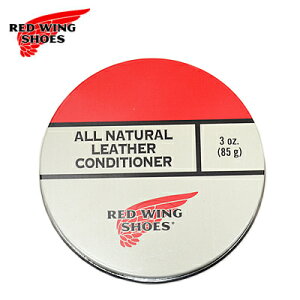 RED WING
SHOES
ALL NATURAL
LEATHER
CONDITIONER
3 oz.
(85 g)
RED WING
SHOES®